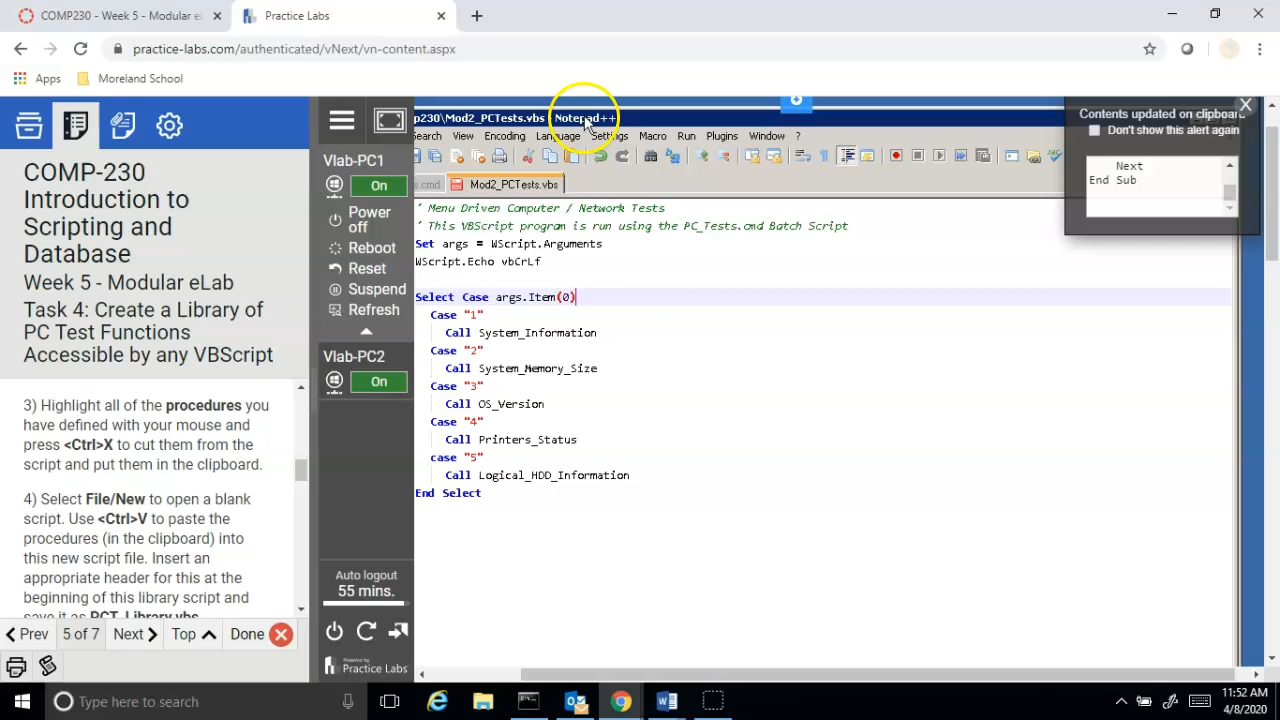 COMP230 - Week 5 - Modular eL
Practice Labs
practice-labs.com/authenticated/vNext/vn-content.aspx
Apps
Moreland School
COMP-230
Introduction to
Scripting and
Database
Week 5 - Modular eLab
Task 4: Create a Library of
PC Test Functions
Accessible by any VBScript
3) Highlight all of the procedures you
have defined with your mouse and
press <Ctrl>X to cut them from the
script and put them in the clipboard.
4) Select File/New to open a blank
script. Use <Ctrl>V to paste the
procedures (in the clipboard) into
this new script file. Insert an
appropriate header for this at the
beginning of this library script and
save it as PCT_Library.vbs
Prev
5 of 7
Next
Top
Done
Vlab-PC1
On
Power
off
Reboot
Reset
Suspend
Refresh
Vlab-PC2
On
Auto logout
55 mins.
Powered by
Practice Labs
p230\Mod2_PCTests.vbs Notepad++
Search View Encoding Language Settings Macro Run Plugins Window ?
s.cmd
Mod2_PCTests.vbs
' Menu Driven Computer / Network Tests
' This VBScript program is run using the PC_Tests.cmd Batch Script
Set args = WScript.Arguments
WScript.Echo vbCrLf
Select Case args.Item(0)
Case "1"
Call System_Information
Case "2"
Call System_Memory_Size
Case "3"
Call OS_Version
Case "4"
Call Printers_Status
case "5"
Call Logical_HDD_Information
End Select
Contents updated on clipboard
Don't show this alert again
Next
End Sub
Type here to search
11:52 AM
4/8/2020